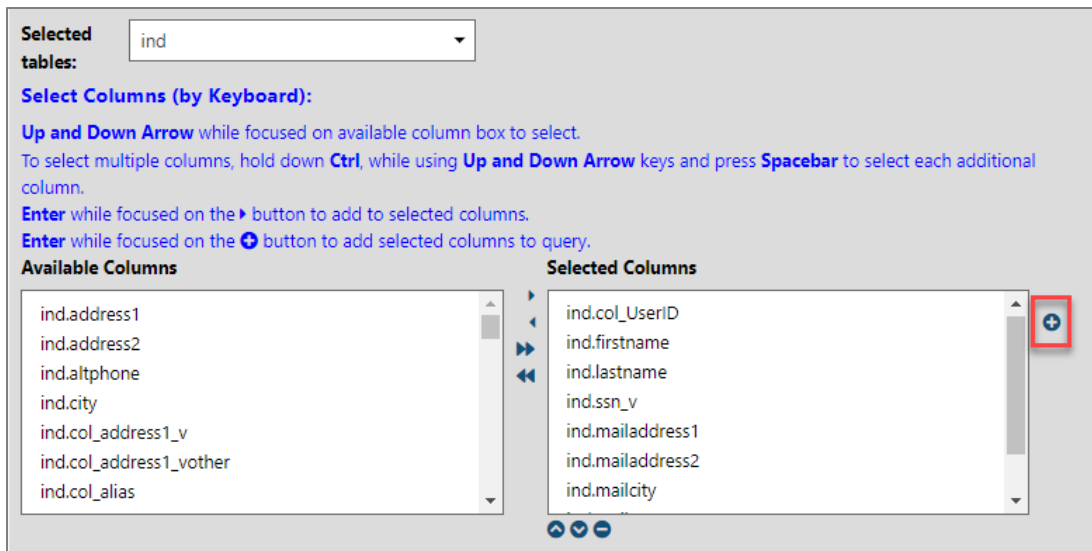 Selected
tables:
ind
Select Columns (by Keyboard):
Up and Down Arrow while focused on available column box to select.
To select multiple columns, hold down Ctrl, while using Up and Down Arrow keys and press Spacebar to select each additional
column.
Enter while focused on the button to add to selected columns.
Enter while focused on the button to add selected columns to query.
Available Columns
ind.address1
ind.address2
ind.altphone
ind.city
ind.col_address1_v
ind.col_address1_vother
ind.col_alias
Selected Columns
ind.col_UserID
ind.firstname
ind.lastname
ind.ssn_v
ind.mailaddress1
ind.mailaddress2
ind.mailcity